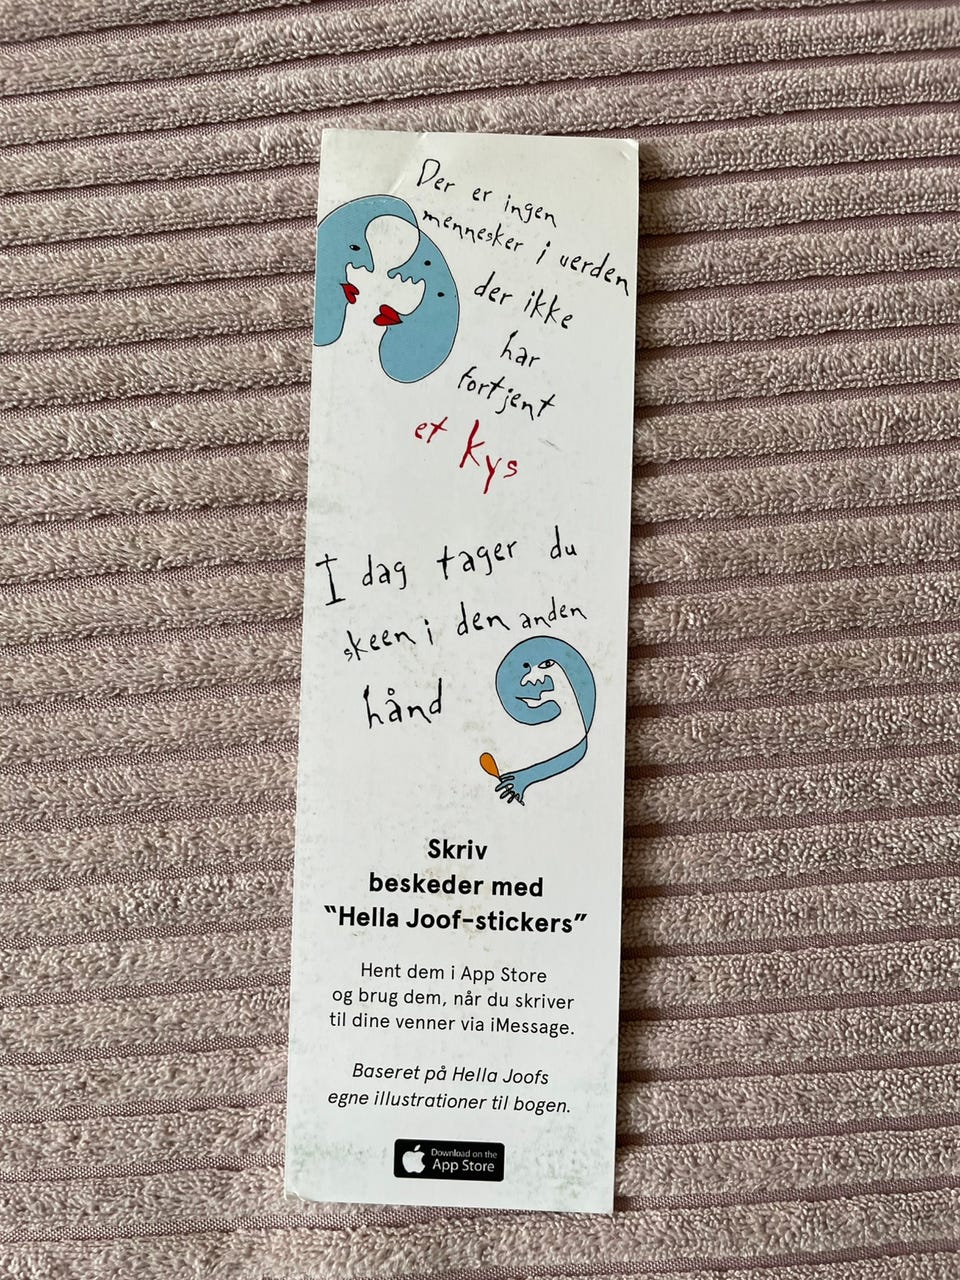 Der er ingen
mennesker i verden
der ikke
har
fortjent
et kys
I dag tager du
skeen i den anden
hånd
Skriv
beskeder med
"Hella Joof-stickers"
Hent dem i App Store
og brug dem, når du skriver
til dine venner via iMessage.
Baseret på Hella Joofs
egne illustrationer til bogen.
Download on the
App Store